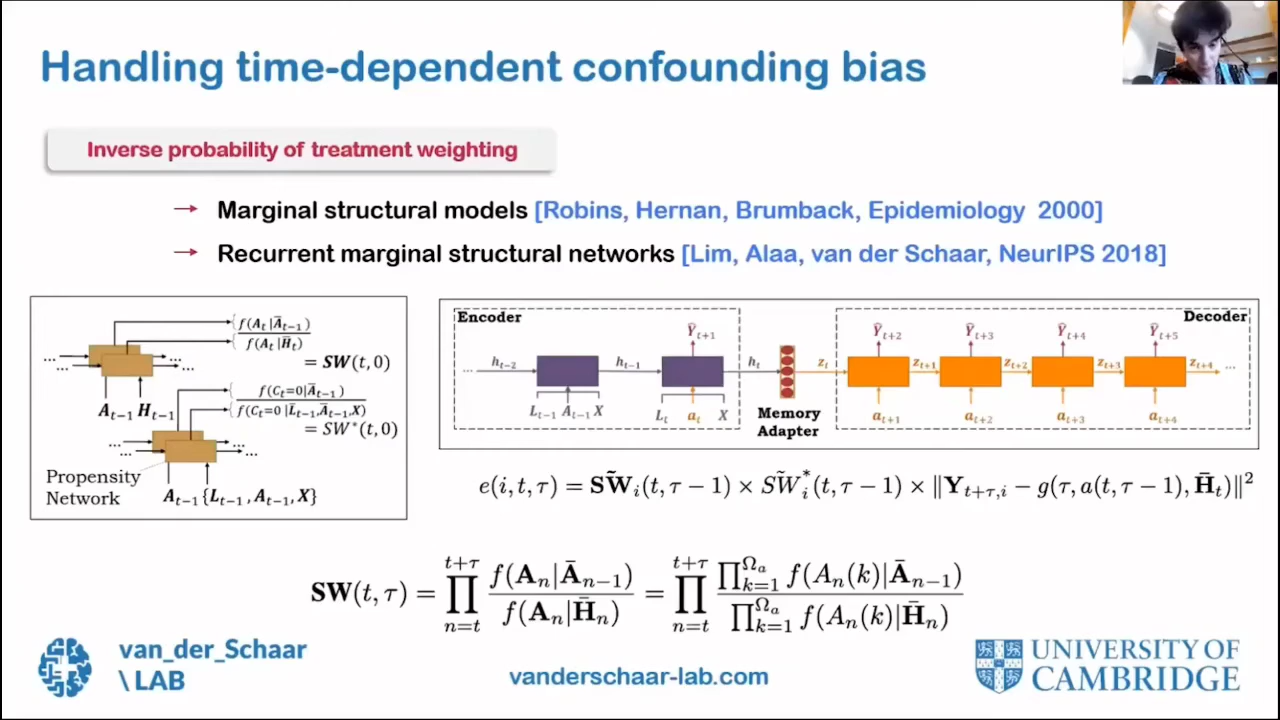 Handling time-dependent confounding bias
Inverse probability of treatment weighting
→ Marginal structural models [Robins, Hernan, Brumback, Epidemiology 2000]
→ Recurrent marginal structural networks [Lim, Alaa, van der Schaar, NeurIPS 2018]
f(A_t|Ā_{t-1})
f(A_t|H̄_t)
= SW(t, 0)
... ...
... ...
A_{t-1} H_{t-1}
f(C_t=0|Ā_{t-1})
f(C_t=0 |L̄_{t-1},Ā_{t-1},X)
= SW*(t, 0)
... ...
... ...
Propensity
Network
A_{t-1} {L_{t-1}, A_{t-1}, X}
Encoder
Decoder
Ŷ_{t+1} Ŷ_{t+2} Ŷ_{t+3} Ŷ_{t+4} Ŷ_{t+5}
... h_{t-2} h_{t-1} h_t z_t z_{t+1} z_{t+2} z_{t+3} z_{t+4} ...
L_{t-1} A_{t-1} X L_t a_t X
Memory
Adapter
a_{t+1} a_{t+2} a_{t+3} a_{t+4}
e(i, t, τ) = S̃W_i(t, τ − 1) × S̃W_i^*(t, τ − 1) × ‖Y_{t+τ,i} − g(τ, a(t, τ − 1), H̄_t)‖²
SW(t, τ) = ∏_{n=t}^{t+τ} f(A_n|Ā_{n−1}) / f(A_n|H̄_n) = ∏_{n=t}^{t+τ} ∏_{k=1}^{Ω_a} f(A_n(k)|Ā_{n−1}) / ∏_{k=1}^{Ω_a} f(A_n(k)|H̄_n)
van_der_Schaar
\ LAB
vanderschaar-lab.com
UNIVERSITY OF
CAMBRIDGE